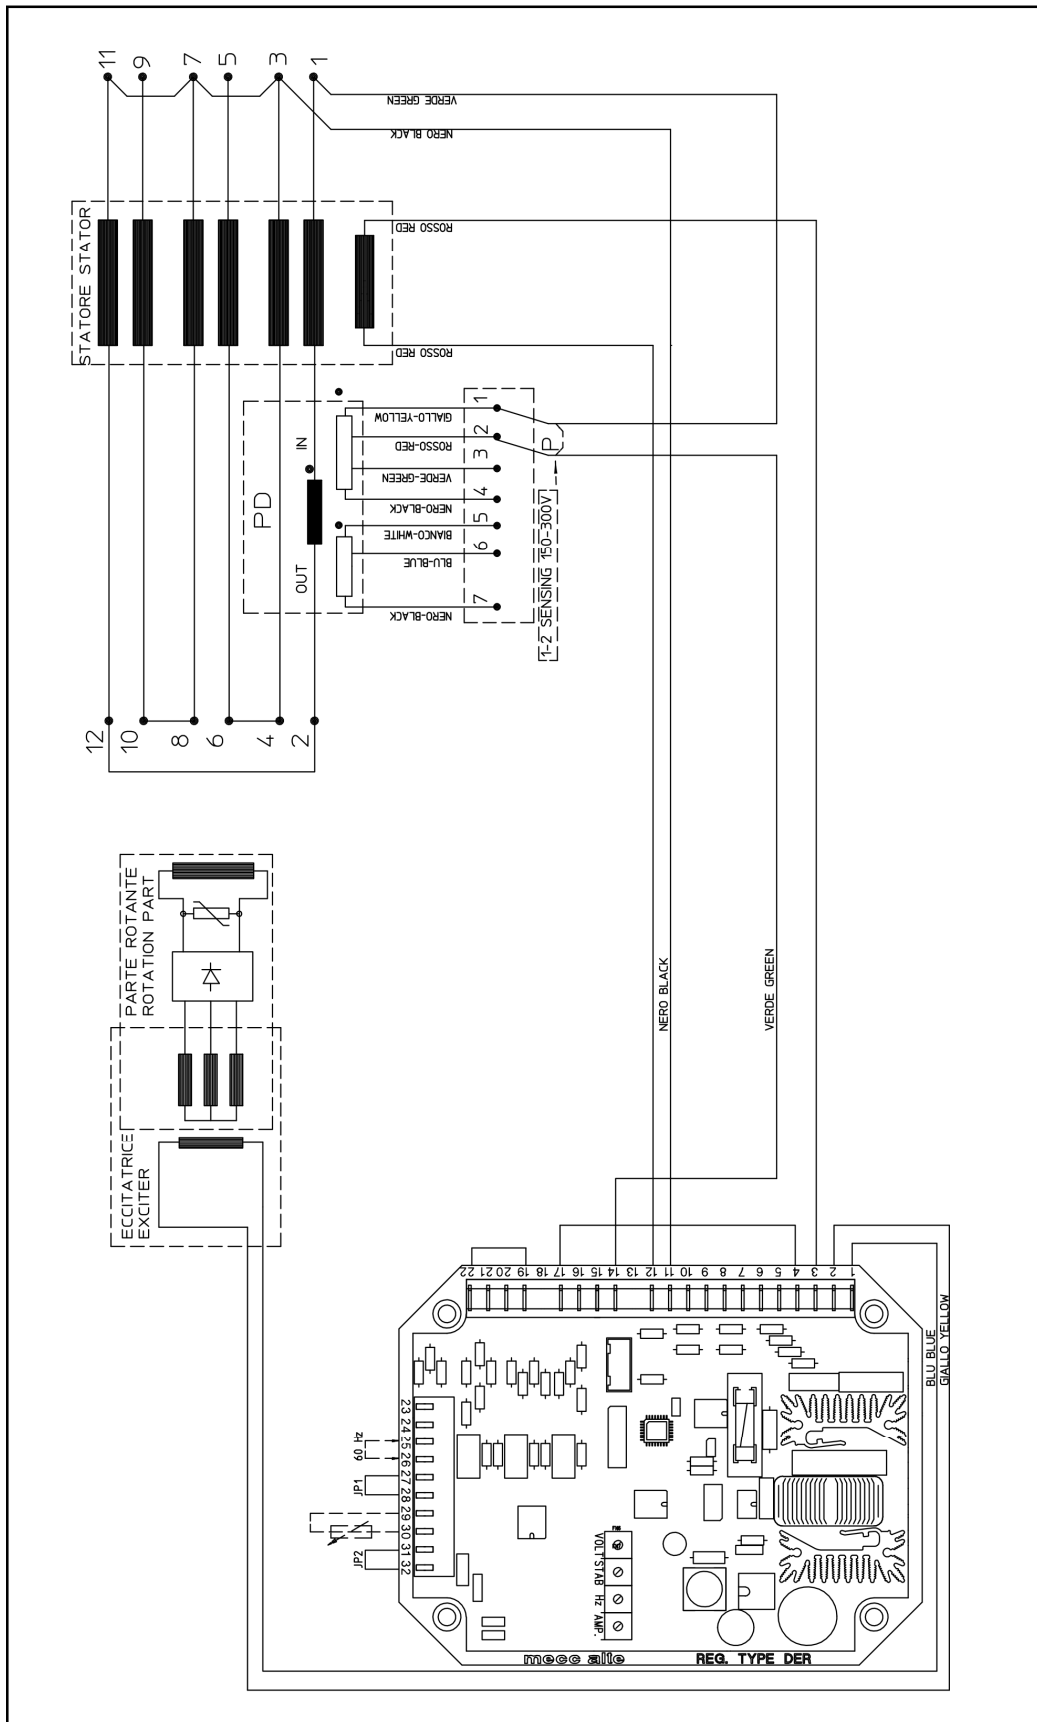 11 9 7 5 3 1
VERDE GREEN
NERO BLACK
STATORE STATOR
ROSSO RED
ROSSO RED
PD
IN
OUT
GIALLO-YELLOW
ROSSO-RED
VERDE-GREEN
NERO-BLACK
BIANCO-WHITE
BLU-BLUE
NERO-BLACK
1
2
3
4
5
6
7
P
1-2 SENSING 150-300V
12 10 8 6 4 2
PARTE ROTANTE
ROTATION PART
ECCITATRICE
EXCITER
NERO BLACK
VERDE GREEN
22 21 20 19 18 17 16 15 14 13 12 11 10 9 8 7 6 5 4 3 2 1
BLU BLUE
GIALLO YELLOW
23
24
25
26
27
28
29
30
31
32
60 Hz
JP1
JP2
VOLT
STAB
Hz
AMP.
mecc alte
REG. TYPE DER